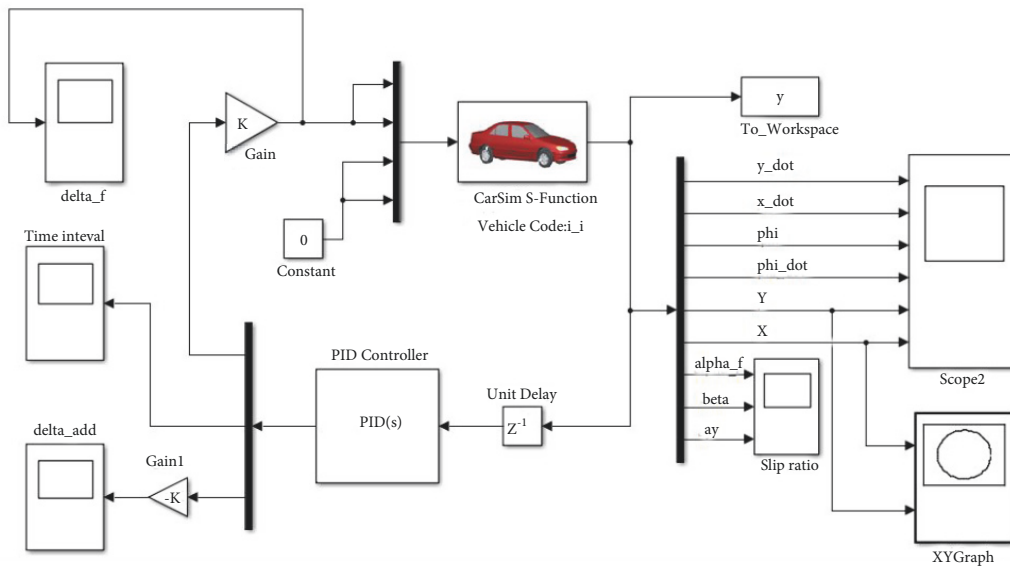 delta_f
K
Gain
0
Constant
CarSim S-Function
Vehicle Code:i_i
y
To_Workspace
y_dot
x_dot
phi
phi_dot
Y
X
alpha_f
beta
ay
Scope2
Slip ratio
XYGraph
Time inteval
delta_add
Gain1
-K
PID Controller
PID(s)
Unit Delay
Z-1